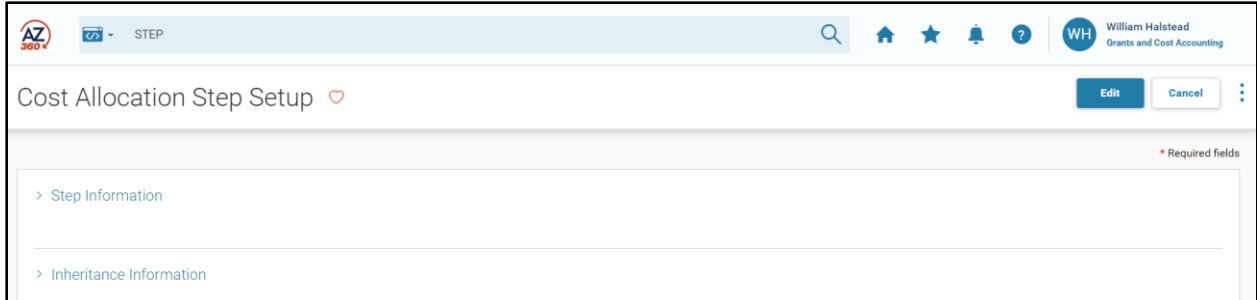 AZ
360
STEP
?
WH
William Halstead
Grants and Cost Accounting
Cost Allocation Step Setup
Edit
Cancel
* Required fields
> Step Information
> Inheritance Information